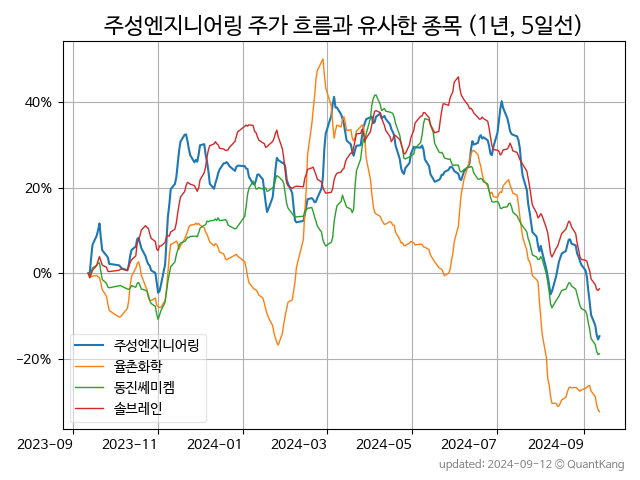 주성엔지니어링 주가 흐름과 유사한 종목 (1년, 5일선)
40%
20%
0%
−20%
주성엔지니어링
율촌화학
동진쎄미켐
솔브레인
2023-09 2023-11 2024-01 2024-03 2024-05 2024-07 2024-09
updated: 2024-09-12 © QuantKang